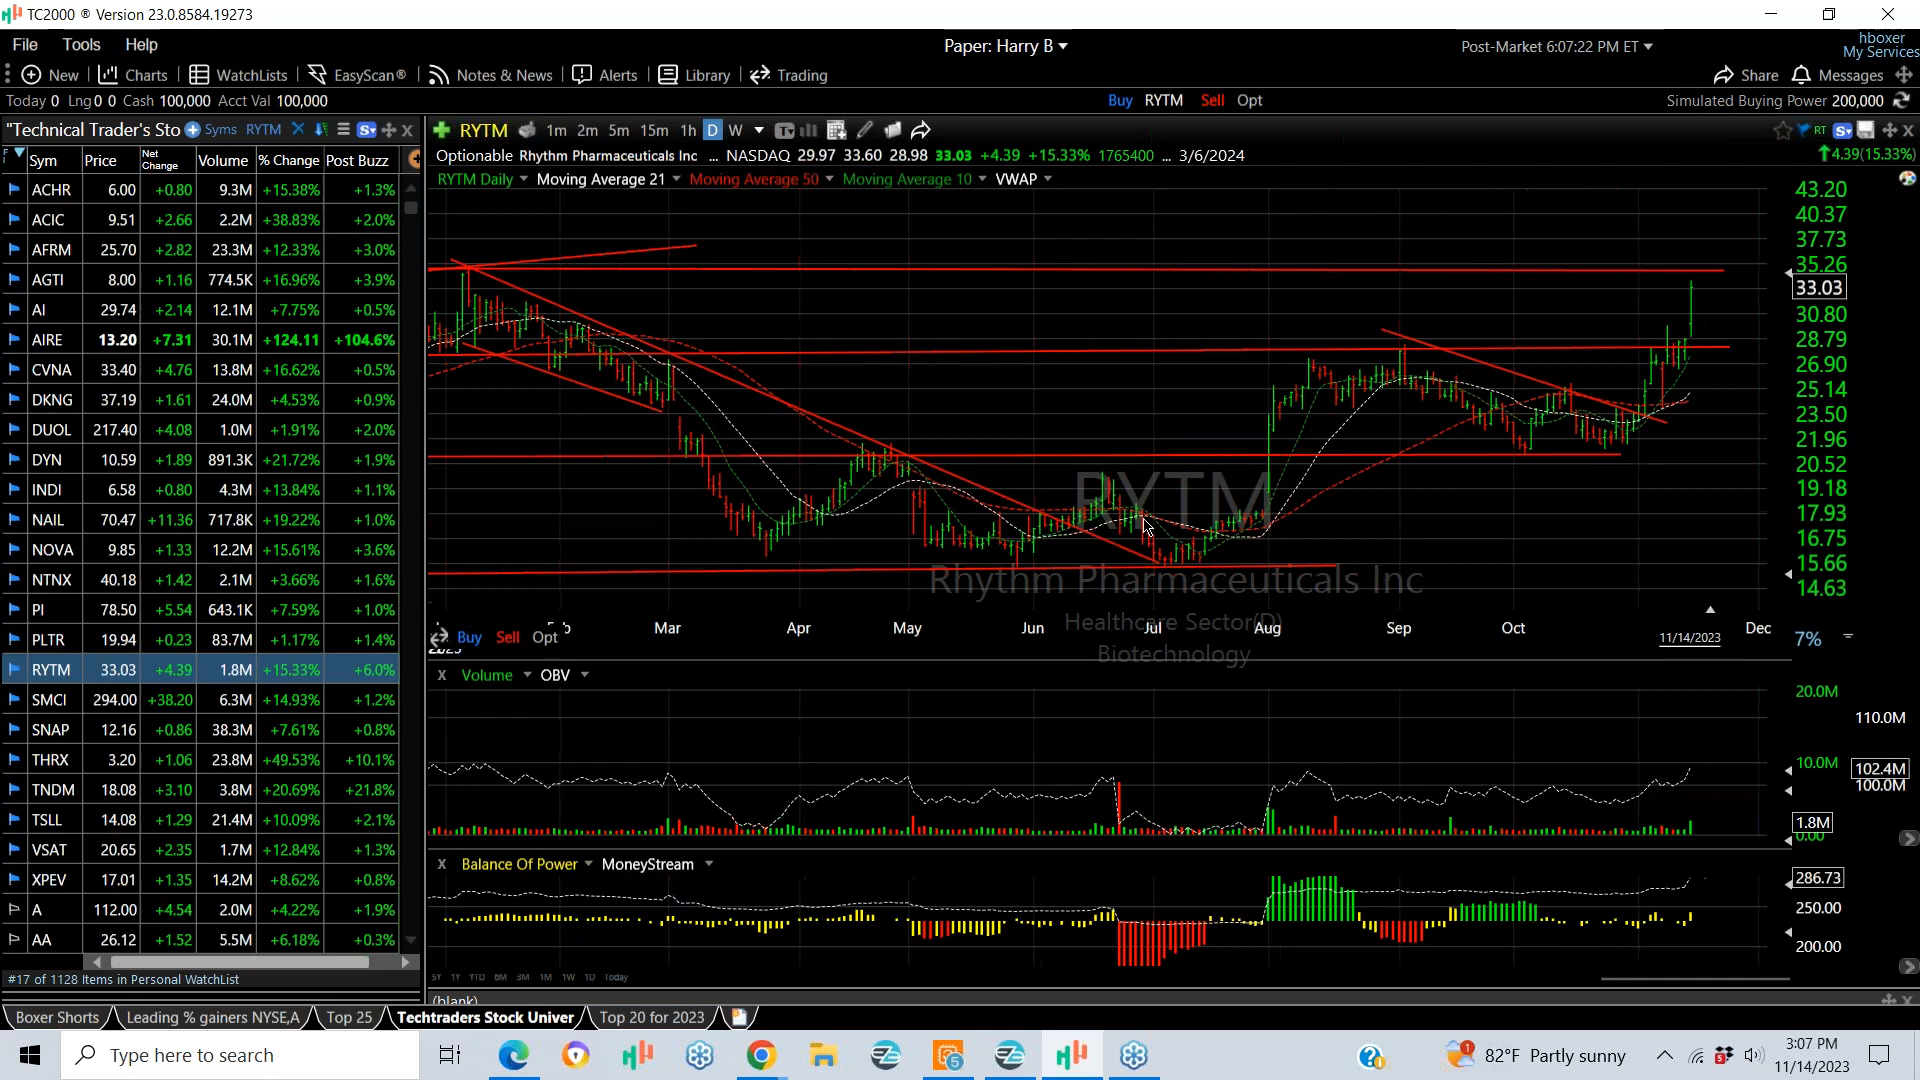 TC2000 ® Version 23.0.8584.19273
File Tools Help
Paper: Harry B
Post-Market 6:07:22 PM ET
hboxer
My Services
New Charts WatchLists EasyScan® Notes & News Alerts Library Trading
Share Messages
Today 0 Lng 0 0 Cash 100,000 Acct Val 100,000
Buy RYTM Sell Opt
Simulated Buying Power 200,000
"Technical Trader's Sto Syms RYTM
RYTM 1m 2m 5m 15m 1h D W
RT
Optionable Rhythm Pharmaceuticals Inc ... NASDAQ 29.97 33.60 28.98 33.03 +4.39 +15.33% 1765400 ... 3/6/2024
4.39(15.33%)
RYTM Daily Moving Average 21 Moving Average 50 Moving Average 10 VWAP
Sym Price Net Change Volume % Change Post Buzz
ACHR 6.00 +0.80 9.3M +15.38% +1.3%
ACIC 9.51 +2.66 2.2M +38.83% +2.0%
AFRM 25.70 +2.82 23.3M +12.33% +3.0%
AGTI 8.00 +1.16 774.5K +16.96% +3.9%
AI 29.74 +2.14 12.1M +7.75% +0.5%
AIRE 13.20 +7.31 30.1M +124.11 +104.6%
CVNA 33.40 +4.76 13.8M +16.62% +0.5%
DKNG 37.19 +1.61 24.0M +4.53% +0.9%
DUOL 217.40 +4.08 1.0M +1.91% +2.0%
DYN 10.59 +1.89 891.3K +21.72% +1.9%
INDI 6.58 +0.80 4.3M +13.84% +1.1%
NAIL 70.47 +11.36 717.8K +19.22% +1.0%
NOVA 9.85 +1.33 12.2M +15.61% +3.6%
NTNX 40.18 +1.42 2.1M +3.66% +1.6%
PI 78.50 +5.54 643.1K +7.59% +1.0%
PLTR 19.94 +0.23 83.7M +1.17% +1.4%
RYTM 33.03 +4.39 1.8M +15.33% +6.0%
SMCI 294.00 +38.20 6.3M +14.93% +1.2%
SNAP 12.16 +0.86 38.3M +7.61% +0.8%
THRX 3.20 +1.06 23.8M +49.53% +10.1%
TNDM 18.08 +3.10 3.8M +20.69% +21.8%
TSLL 14.08 +1.29 21.4M +10.09% +2.1%
VSAT 20.65 +2.35 1.7M +12.84% +1.3%
XPEV 17.01 +1.35 14.2M +8.62% +0.8%
A 112.00 +4.54 2.0M +4.22% +1.9%
AA 26.12 +1.52 5.5M +6.18% +0.3%
#17 of 1128 Items in Personal WatchList
43.20
40.37
37.73
35.26
33.03
30.80
28.79
26.90
25.14
23.50
21.96
20.52
19.18
17.93
16.75
15.66
14.63
RYTM
Rhythm Pharmaceuticals Inc
Healthcare Sector(D)
Biotechnology
Mar Apr May Jun Jul Aug Sep Oct 11/14/2023 Dec
Buy Sell Opt
7%
X Volume OBV
20.0M
110.0M
10.0M
102.4M
100.0M
1.8M
0.00
X Balance Of Power MoneyStream
286.73
250.00
200.00
5Y 1Y YTD 6M 3M 1M 1W 1D Today
(blank)
Boxer Shorts Leading % gainers NYSE,A Top 25 Techtraders Stock Univer Top 20 for 2023
Type here to search
82°F Partly sunny
3:07 PM
11/14/2023